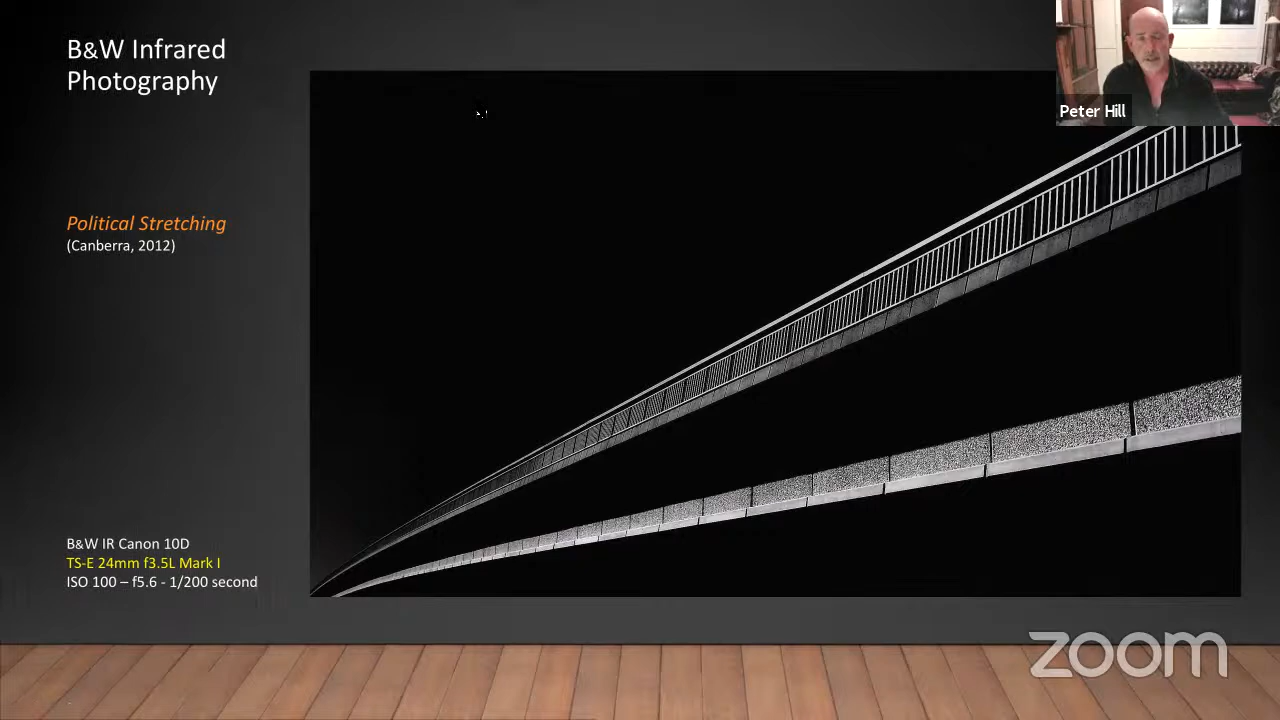 B&W Infrared
Photography
Peter Hill
Political Stretching
(Canberra, 2012)
B&W IR Canon 10D
TS-E 24mm f3.5L Mark I
ISO 100 – f5.6 - 1/200 second
zoom